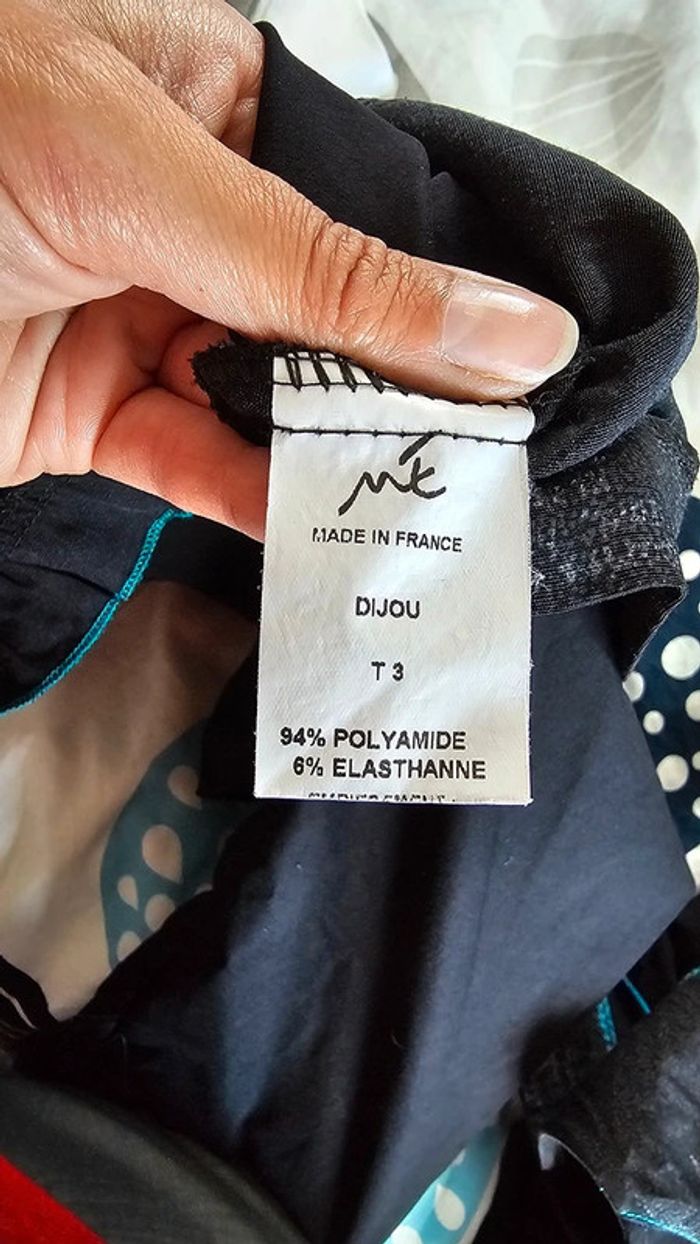 MADE IN FRANCE
DIJOU
T 3
94% POLYAMIDE
6% ELASTHANNE